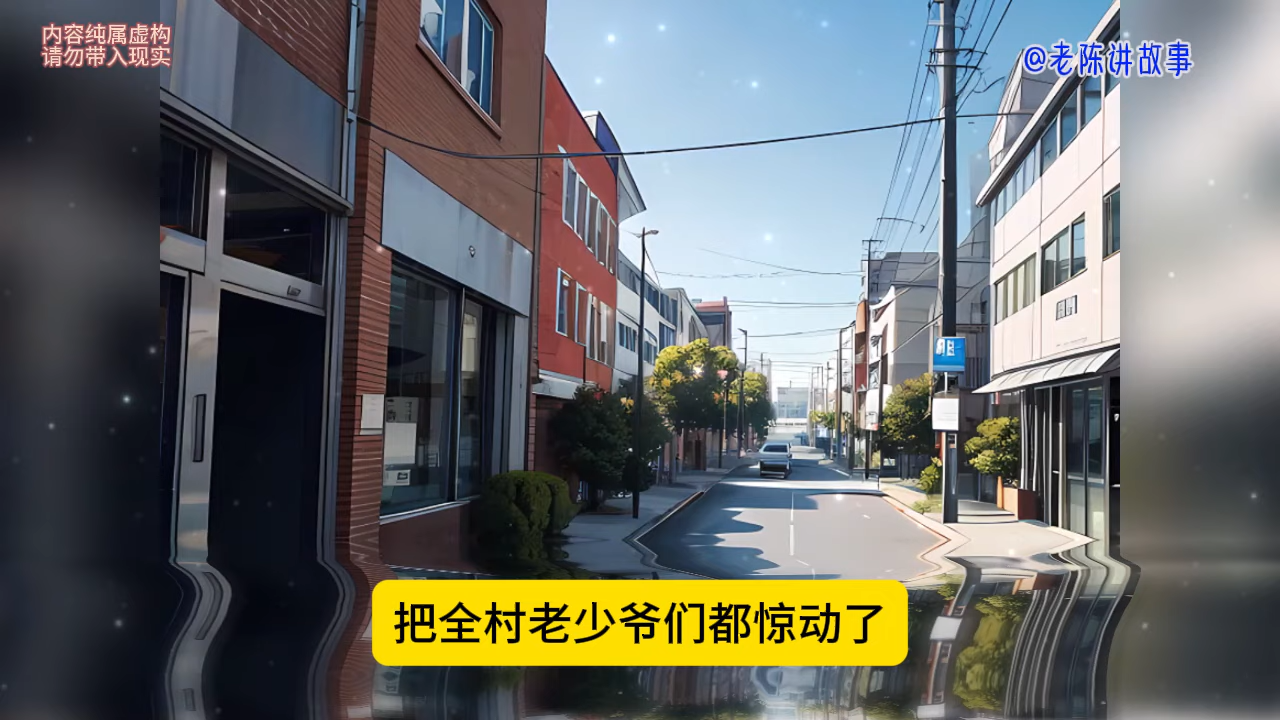 内容纯属虚构
请勿带入现实
@老陈讲故事
把全村老少爷们都惊动了